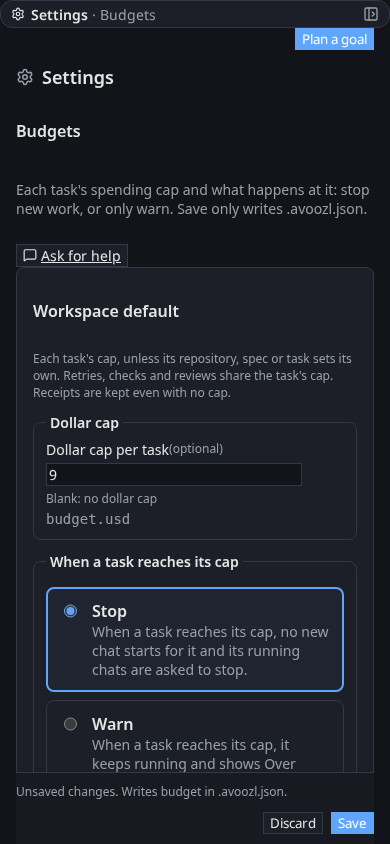 Settings · Budgets
Plan a goal
Settings
Budgets
Each task's spending cap and what happens at it: stop
new work, or only warn. Save only writes .avoozl.json.
Ask for help
Workspace default
Each task's cap, unless its repository, spec or task sets its
own. Retries, checks and reviews share the task's cap.
Receipts are kept even with no cap.
Dollar cap
Dollar cap per task(optional)
9
Blank: no dollar cap
budget.usd
When a task reaches its cap
Stop
When a task reaches its cap, no new
chat starts for it and its running
chats are asked to stop.
Warn
When a task reaches its cap, it
keeps running and shows Over
Unsaved changes. Writes budget in .avoozl.json.
Discard
Save